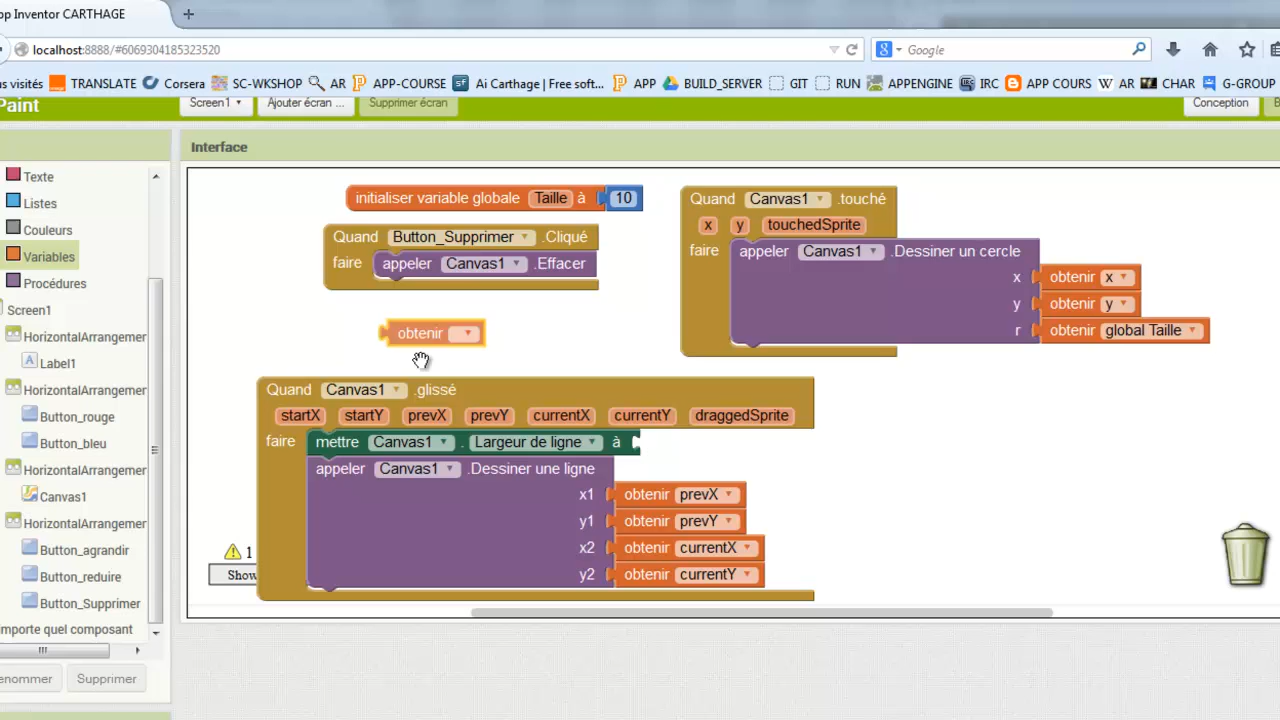 pp Inventor CARTHAGE
localhost:8888/#6069304185323520
Google
us visités TRANSLATE Corsera SC-WKSHOP AR APP-COURSE Ai Carthage | Free softw... APP BUILD_SERVER GIT RUN APPENGINE IRC APP COURS AR CHAR G-GROUP
Paint
Screen1
Ajouter écran ...
Supprimer écran
Conception
B
Interface
Texte
Listes
Couleurs
Variables
Procédures
Screen1
HorizontalArrangemer
Label1
HorizontalArrangemer
Button_rouge
Button_bleu
HorizontalArrangemer
Canvas1
HorizontalArrangemer
Button_agrandir
Button_reduire
Button_Supprimer
mporte quel composant
enommer
Supprimer
initialiser variable globale Taille à 10
Quand Button_Supprimer .Cliqué
faire appeler Canvas1 .Effacer
obtenir
Quand Canvas1 .touché
x y touchedSprite
faire appeler Canvas1 .Dessiner un cercle
x obtenir x
y obtenir y
r obtenir global Taille
Quand Canvas1 .glissé
startX startY prevX prevY currentX currentY draggedSprite
faire mettre Canvas1 . Largeur de ligne à
appeler Canvas1 .Dessiner une ligne
x1 obtenir prevX
y1 obtenir prevY
x2 obtenir currentX
y2 obtenir currentY
1
Show